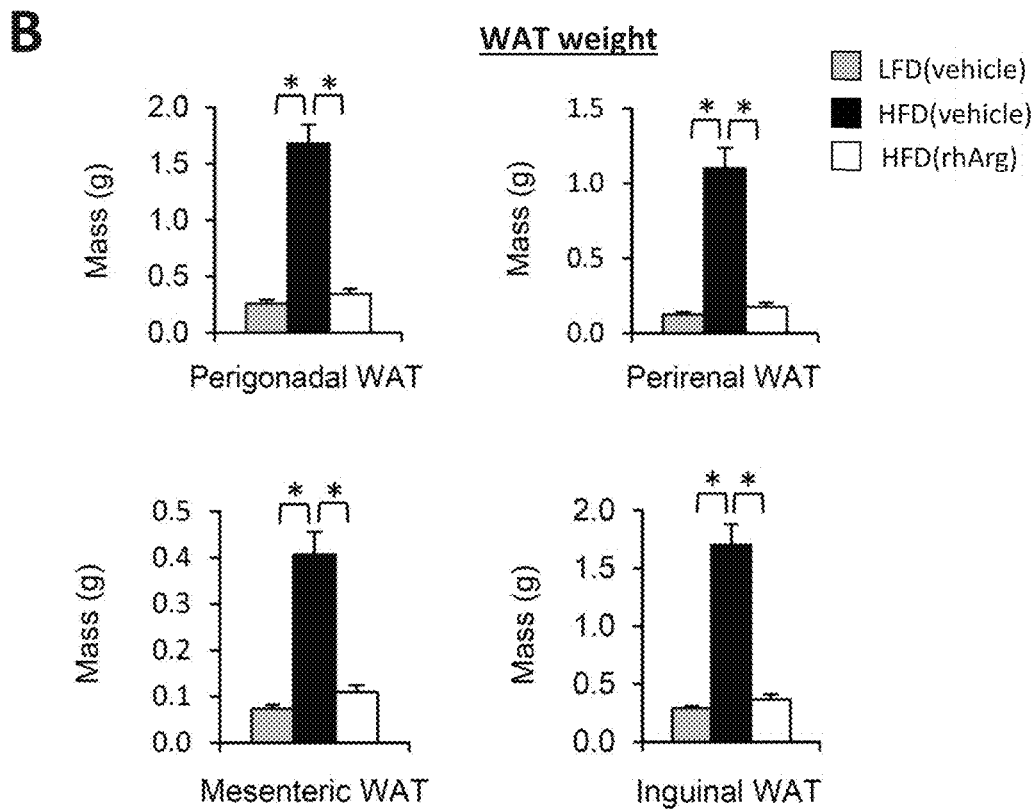 B
WAT weight
LFD(vehicle)
HFD(vehicle)
HFD(rhArg)
* *
2.0
1.5
1.0
0.5
0.0
Mass (g)
Perigonadal WAT
* *
1.5
1.0
0.5
0.0
Mass (g)
Perirenal WAT
* *
0.5
0.4
0.3
0.2
0.1
0.0
Mass (g)
Mesenteric WAT
* *
2.0
1.5
1.0
0.5
0.0
Mass (g)
Inguinal WAT